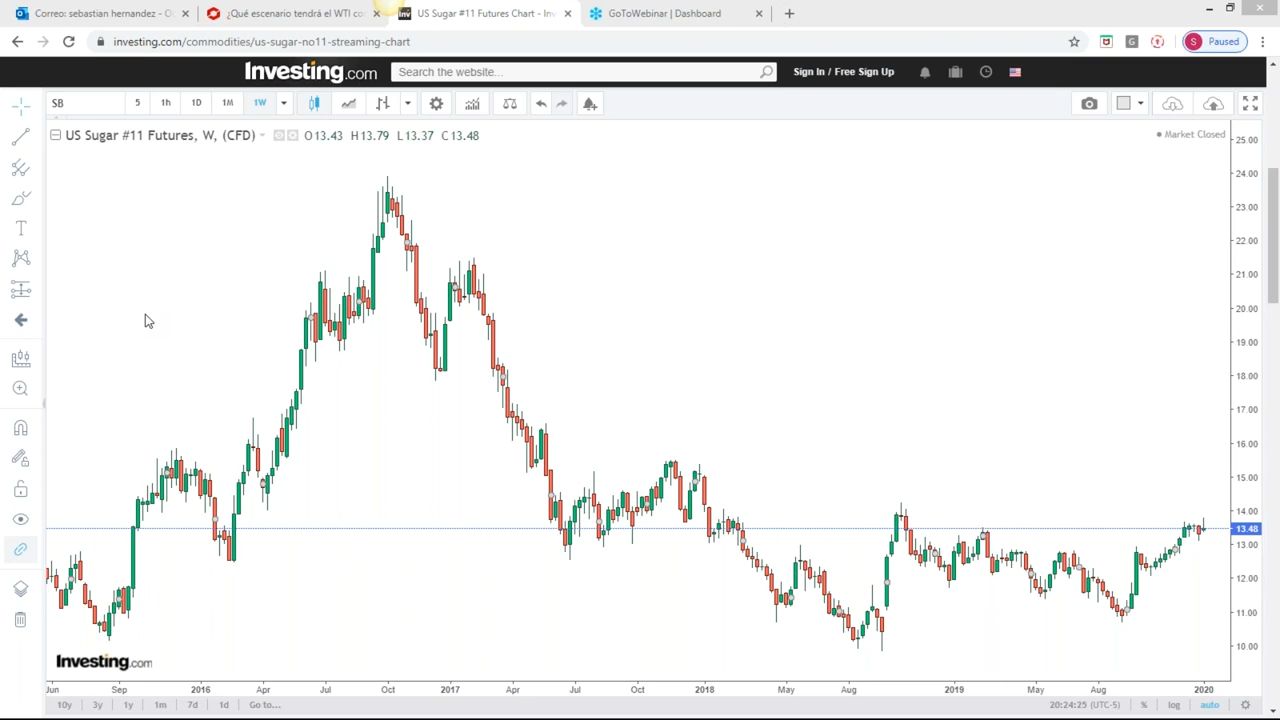 Correo: sebastian hernandez - O
¿Qué escenario tendrá el WTI co
US Sugar #11 Futures Chart - Inv
GoToWebinar | Dashboard
investing.com/commodities/us-sugar-no11-streaming-chart
S Paused
Investing.com
Search the website...
Sign In / Free Sign Up
SB 5 1h 1D 1M 1W
US Sugar #11 Futures, W, (CFD) O13.43 H13.79 L13.37 C13.48
Market Closed
25.00
24.00
23.00
22.00
21.00
20.00
19.00
18.00
17.00
16.00
15.00
14.00
13.48
13.00
12.00
11.00
10.00
Investing.com
Jun Sep 2016 Apr Jul Oct 2017 Apr Jul Oct 2018 May Aug 2019 May Aug 2020
10y 3y 1y 1m 7d 1d Go to... 20:24:25 (UTC-5) % log auto